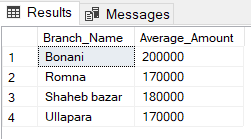 Results Messages
Branch_Name Average_Amount
1 Bonani 200000
2 Romna 170000
3 Shaheb bazar 180000
4 Ullapara 170000